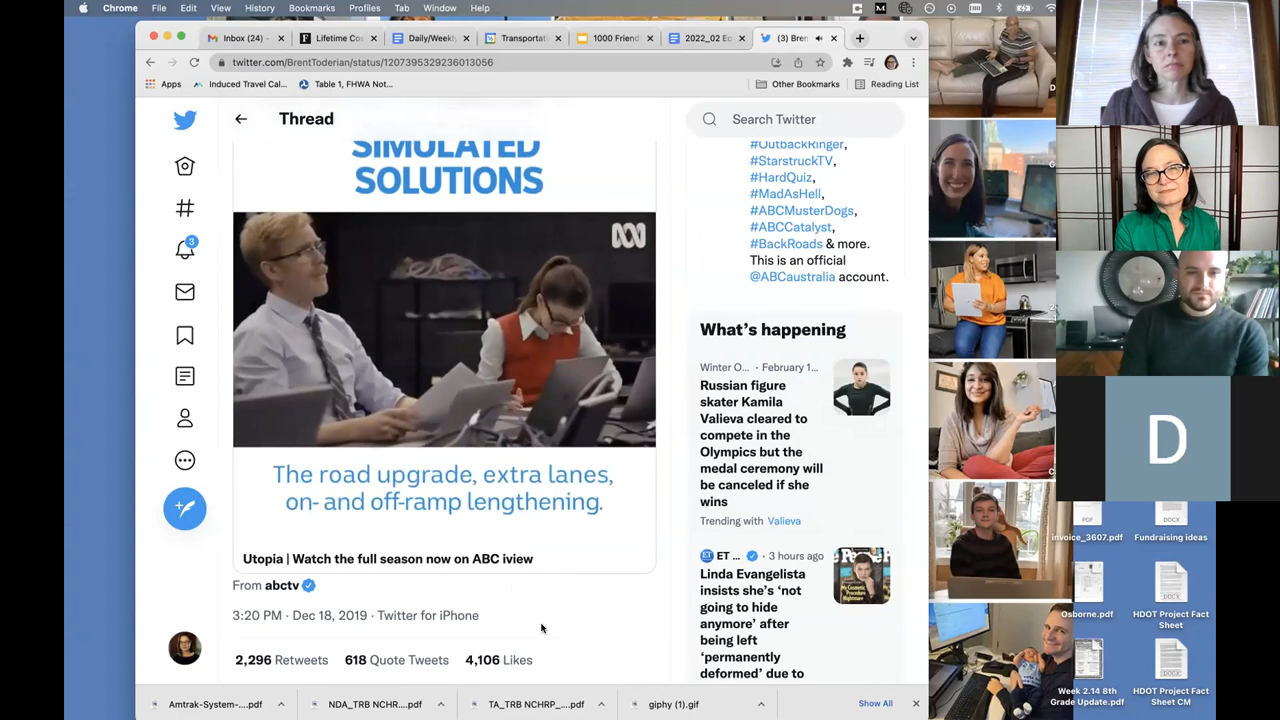 Chrome File Edit View History Bookmarks Profiles Tab Window Help
Inbox (24) - Lifetime Co Daily/Weekly Transportat 1000 Friend 2022_02 Ec (3) Bren
twitter.com/BrentToderian/status/1207395329236003
Apps Induced Travel Cal... Table 1, FHWA Not... Other Bookmarks Reading List
Thread
Search Twitter
SIMULATED
SOLUTIONS
#OutbackRinger,
#StarstruckTV,
#HardQuiz,
#MadAsHell,
#ABCMusterDogs,
#ABCCatalyst,
#BackRoads & more.
This is an official
@ABCaustralia account.
3
The road upgrade, extra lanes,
on- and off-ramp lengthening.
Utopia | Watch the full season now on ABC iview
From abctv
3:20 PM · Dec 18, 2019 · Twitter for iPhone
2,296 Retweets 618 Quote Tweets 4,106 Likes
What's happening
Winter O... · February 1...
Russian figure
skater Kamila
Valieva cleared to
compete in the
Olympics but the
medal ceremony will
be canceled if she
wins
Trending with Valieva
ET ... · 3 hours ago
Linda Evangelista
insists she's 'not
going to hide
anymore' after
being left
'permanently
deformed' due to
D
PDF DOCX
invoice_3607.pdf Fundraising ideas
DOCX
Osborne.pdf HDOT Project Fact
Sheet
DOCX
Week 2.14 8th
Grade Update.pdf
HDOT Project Fact
Sheet CM
Amtrak-System-....pdf NDA_TRB NCHR....pdf TA_TRB NCHRP_....pdf giphy (1).gif Show All